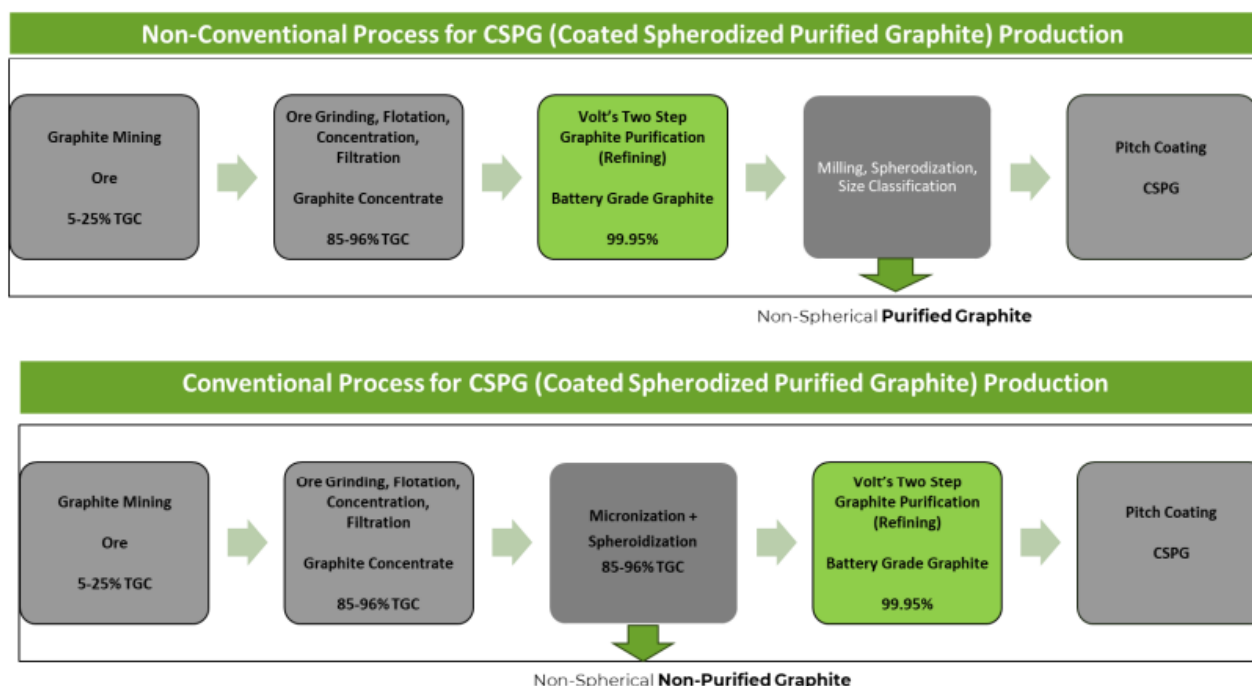 Non-Conventional Process for CSPG (Coated Spherodized Purified Graphite) Production
Graphite Mining
Ore
5-25% TGC
Ore Grinding, Flotation,
Concentration,
Filtration
Graphite Concentrate
85-96% TGC
Volt's Two Step
Graphite Purification
(Refining)
Battery Grade Graphite
99.95%
Milling, Spherodization,
Size Classification
Pitch Coating
CSPG
Non-Spherical Purified Graphite
Conventional Process for CSPG (Coated Spherodized Purified Graphite) Production
Graphite Mining
Ore
5-25% TGC
Ore Grinding, Flotation,
Concentration,
Filtration
Graphite Concentrate
85-96% TGC
Micronization +
Spheroidization
85-96% TGC
Volt's Two Step
Graphite Purification
(Refining)
Battery Grade Graphite
99.95%
Pitch Coating
CSPG
Non-Spherical Non-Purified Graphite